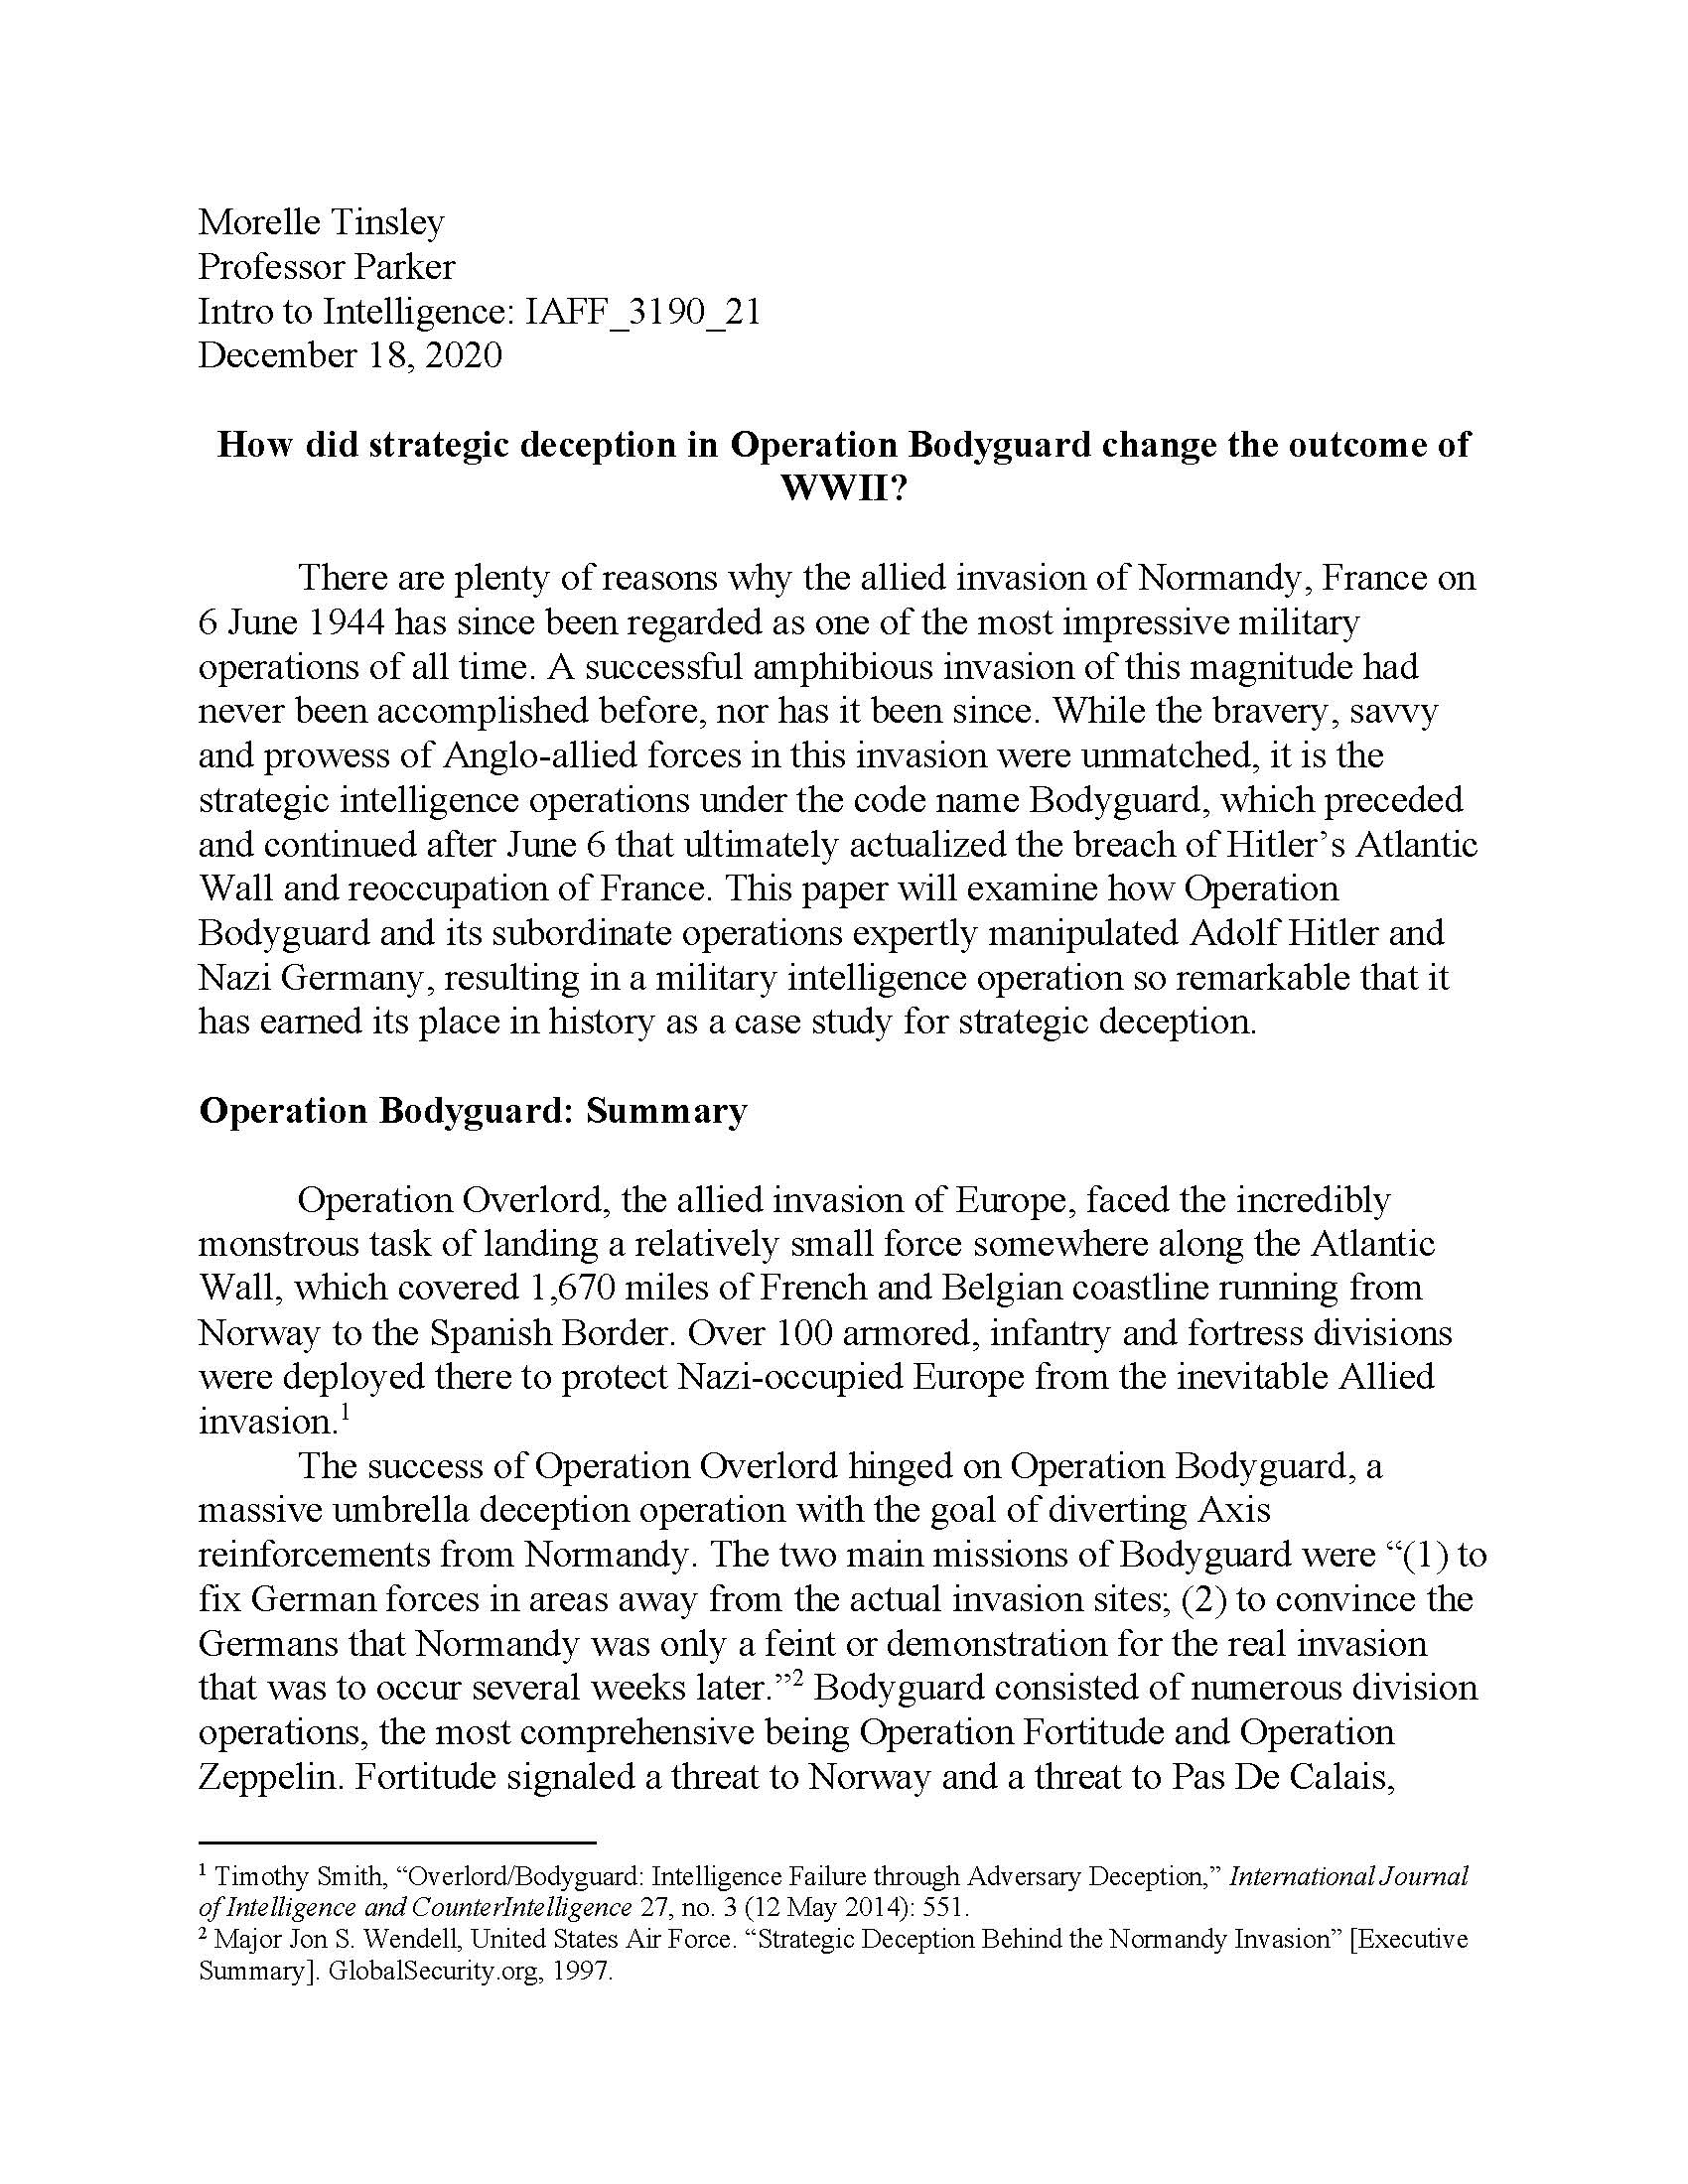 Morelle Tinsley
Professor Parker
Intro to Intelligence: IAFF_3190_21
December 18, 2020
How did strategic deception in Operation Bodyguard change the outcome of
WWII?
There are plenty of reasons why the allied invasion of Normandy, France on
6 June 1944 has since been regarded as one of the most impressive military
operations of all time. A successful amphibious invasion of this magnitude had
never been accomplished before, nor has it been since. While the bravery, savvy
and prowess of Anglo-allied forces in this invasion were unmatched, it is the
strategic intelligence operations under the code name Bodyguard, which preceded
and continued after June 6 that ultimately actualized the breach of Hitler’s Atlantic
Wall and reoccupation of France. This paper will examine how Operation
Bodyguard and its subordinate operations expertly manipulated Adolf Hitler and
Nazi Germany, resulting in a military intelligence operation so remarkable that it
has earned its place in history as a case study for strategic deception.
Operation Bodyguard: Summary
Operation Overlord, the allied invasion of Europe, faced the incredibly
monstrous task of landing a relatively small force somewhere along the Atlantic
Wall, which covered 1,670 miles of French and Belgian coastline running from
Norway to the Spanish Border. Over 100 armored, infantry and fortress divisions
were deployed there to protect Nazi-occupied Europe from the inevitable Allied
invasion.¹
The success of Operation Overlord hinged on Operation Bodyguard, a
massive umbrella deception operation with the goal of diverting Axis
reinforcements from Normandy. The two main missions of Bodyguard were “(1) to
fix German forces in areas away from the actual invasion sites; (2) to convince the
Germans that Normandy was only a feint or demonstration for the real invasion
that was to occur several weeks later.”² Bodyguard consisted of numerous division
operations, the most comprehensive being Operation Fortitude and Operation
Zeppelin. Fortitude signaled a threat to Norway and a threat to Pas De Calais,
¹ Timothy Smith, “Overlord/Bodyguard: Intelligence Failure through Adversary Deception,” International Journal
of Intelligence and CounterIntelligence 27, no. 3 (12 May 2014): 551.
² Major Jon S. Wendell, United States Air Force. “Strategic Deception Behind the Normandy Invasion” [Executive
Summary]. GlobalSecurity.org, 1997.